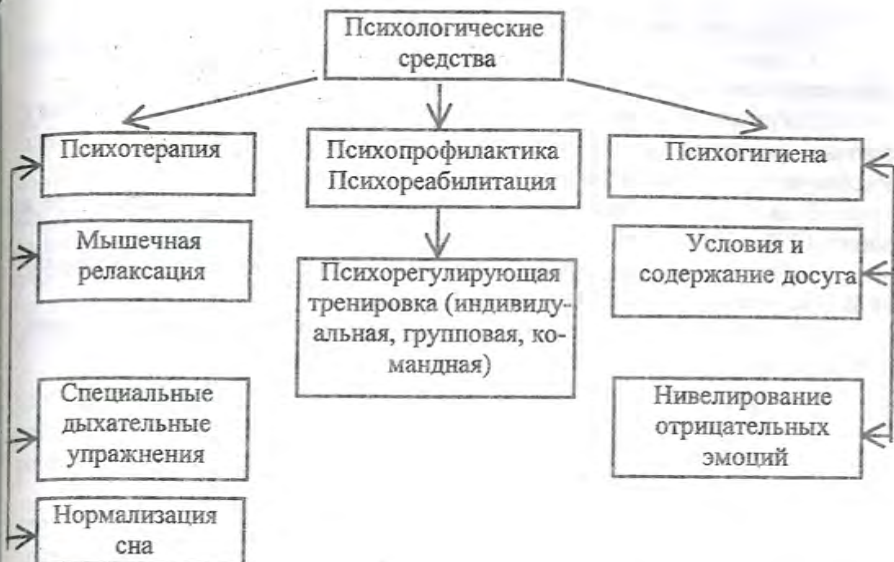 Психологические
средства
Психотерапия
Психопрофилактика
Психореабилитация
Психогигиена
Мышечная
релаксация
Психорегулирующая
тренировка (индивиду-
альная, групповая, ко-
мандная)
Условия и
содержание досуга
Специальные
дыхательные
упражнения
Нивелирование
отрицательных
эмоций
Нормализация
сна